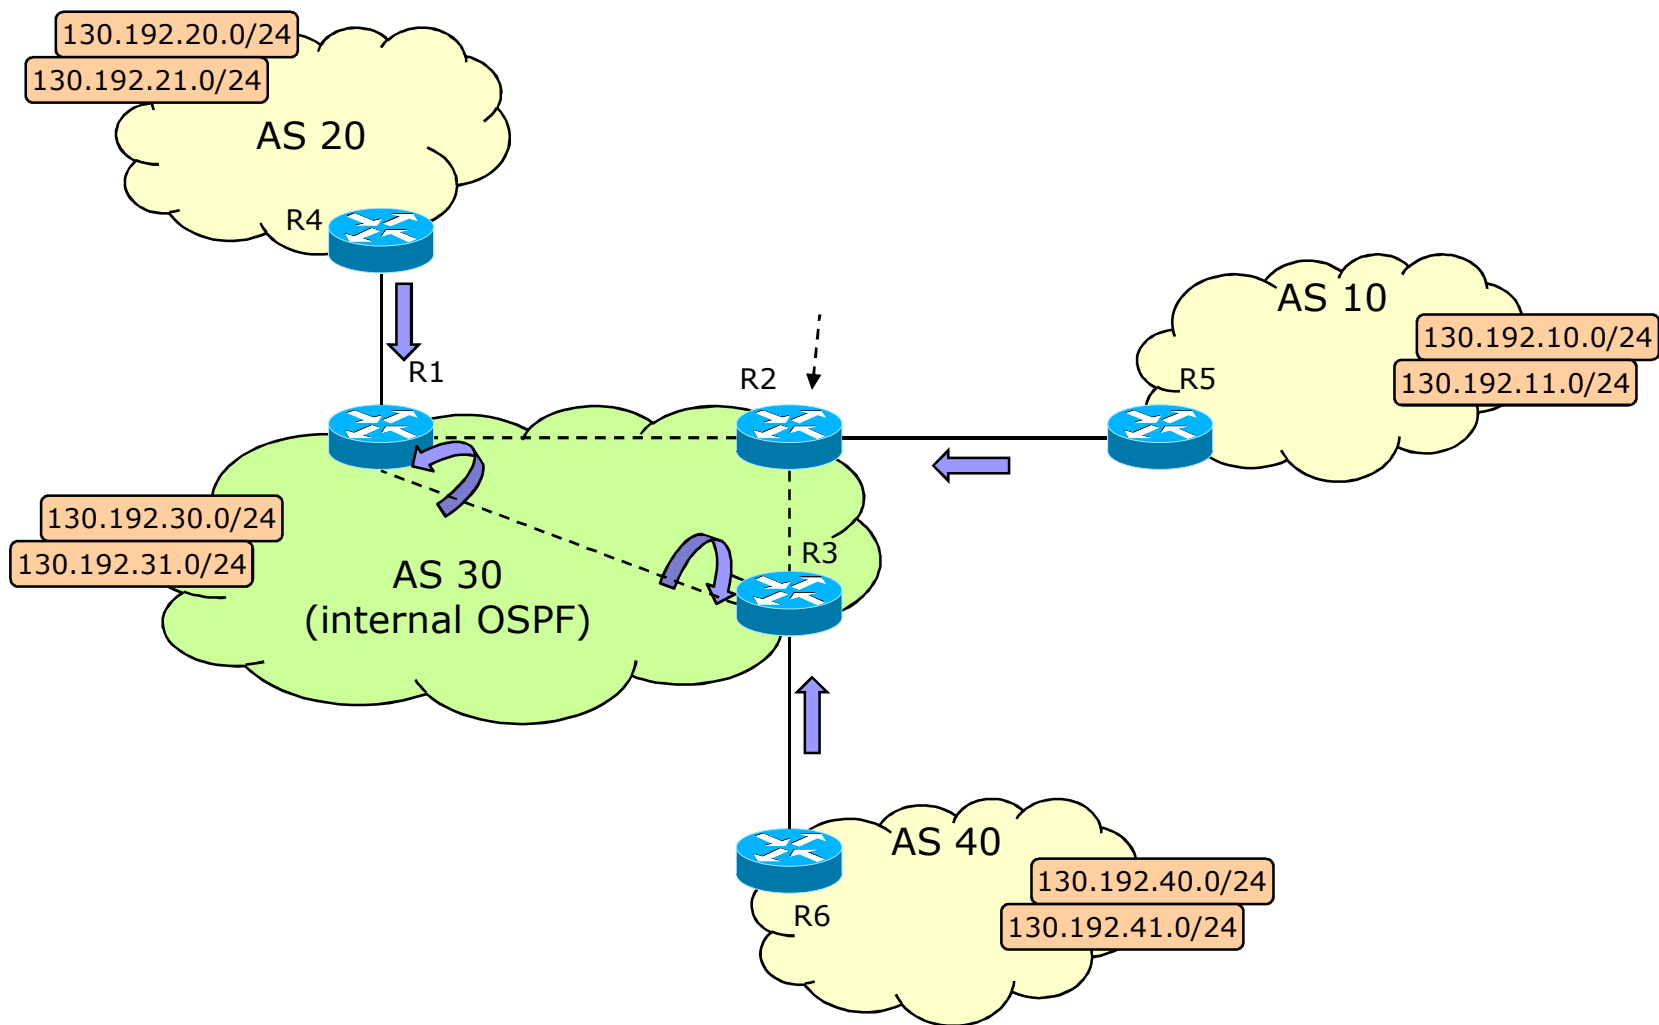 130.192.20.0/24
130.192.21.0/24
AS 20
R4
AS 10
130.192.10.0/24
130.192.11.0/24
R1
R2
R5
130.192.30.0/24
130.192.31.0/24
R3
AS 30
(internal OSPF)
AS 40
130.192.40.0/24
130.192.41.0/24
R6